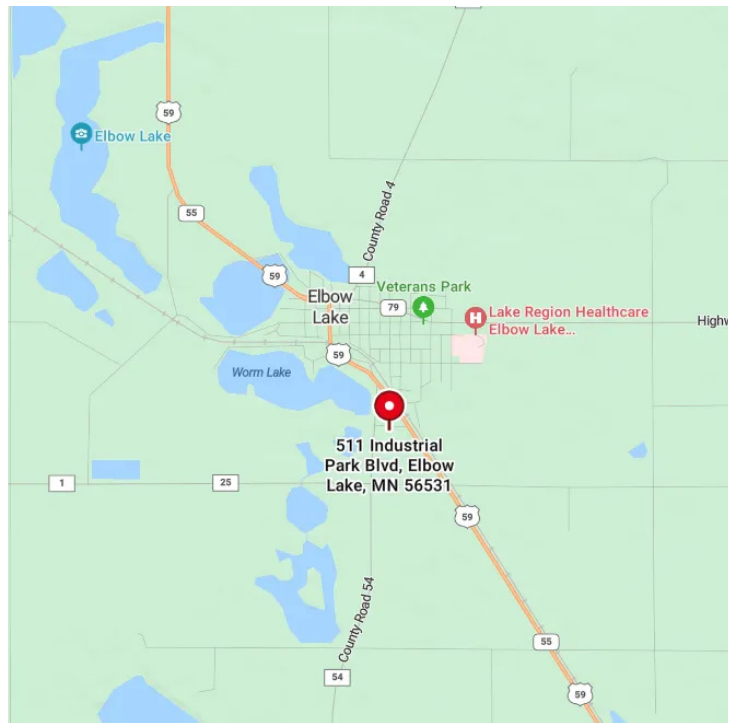 59
Elbow Lake
55
County Road 4
59
4
Veterans Park
Elbow
Lake
79
Lake Region Healthcare
Elbow Lake...
Highw
59
Worm Lake
511 Industrial
Park Blvd, Elbow
Lake, MN 56531
1
25
59
County Road 54
55
54
59